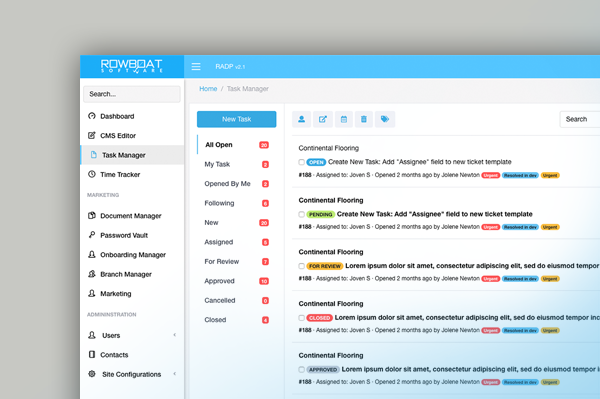 ROWBOAT
SOFTWARE
RADP v2.1
Search...
Home / Task Manager
Dashboard
CMS Editor
Task Manager
Time Tracker
MARKETING
Document Manager
Password Vault
Onboarding Manager
Branch Manager
Marketing
ADMININSTRATION
Users
Contacts
Site Configurations
New Task
All Open 20
My Task 2
Opened By Me 2
Following 6
New 20
Assigned 5
For Review 7
Approved 10
Cancelled 0
Closed 4
Search
Continental Flooring
OPEN Create New Task: Add "Assignee" field to new ticket template
#188 · Assigned to: Joven S · Opened 2 months ago by Jolene Newton Urgent Resolved in dev Urgent
Continental Flooring
PENDING Create New Task: Add "Assignee" field to new ticket template
#188 · Assigned to: Joven S · Opened 2 months ago by Jolene Newton Urgent Resolved in dev Urgent
Continental Flooring
FOR REVIEW Lorem ipsum dolor sit amet, consectetur adipiscing elit, sed do eiusmod tempor
#188 · Assigned to: Joven S · Opened 2 months ago by Jolene Newton Urgent Resolved in dev Urgent
Continental Flooring
CLOSED Lorem ipsum dolor sit amet, consectetur adipiscing elit, sed do eiusmod tempor inc
#188 · Assigned to: Joven S · Opened 2 months ago by Jolene Newton Urgent Resolved in dev Urgent
Continental Flooring
APPROVED Lorem ipsum dolor sit amet, consectetur adipiscing elit, sed do eiusmod tempor
#188 · Assigned to: Joven S · Opened 2 months ago by Jolene Newton Urgent Resolved in dev Urgent